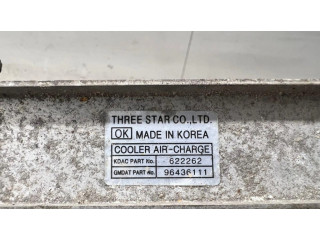 THREE STAR CO.,LTD.
OK MADE IN KOREA
COOLER AIR-CHARGE
KDAC PART No. 622262
GMDAT PART No. 96436111